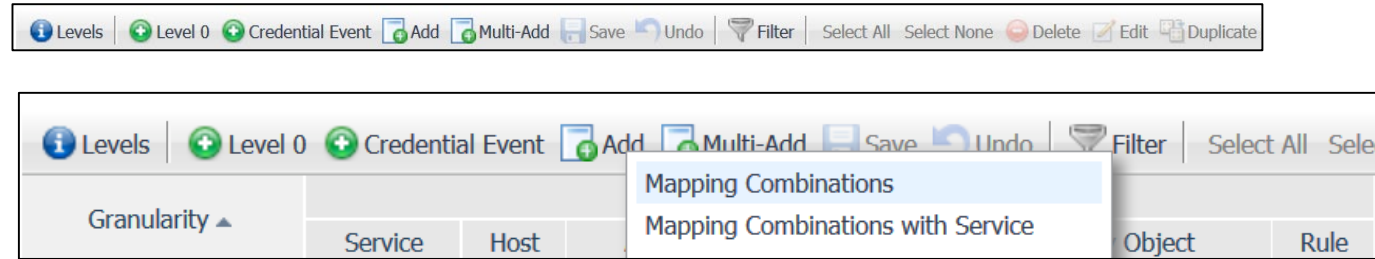 Levels Level 0 Credential Event Add Multi-Add Save Undo Filter Select All Select None Delete Edit Duplicate
Levels Level 0 Credential Event Add Multi-Add Save Undo Filter Select All Sele
Mapping Combinations
Granularity
Mapping Combinations with Service
Service Host Object Rule